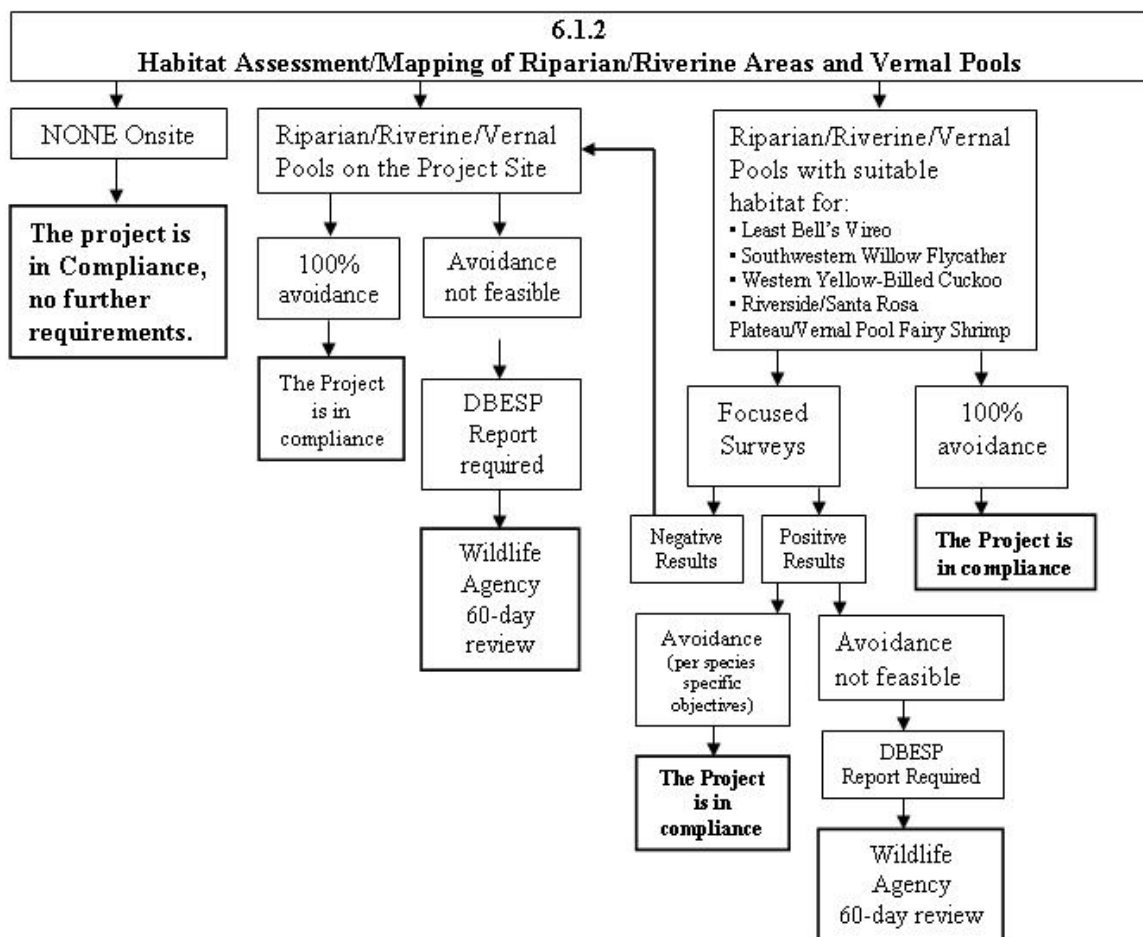 6.1.2
Habitat Assessment/Mapping of Riparian/Riverine Areas and Vernal Pools
NONE Onsite
The project is
in Compliance,
no further
requirements.
Riparian/Riverine/Vernal
Pools on the Project Site
100%
avoidance
The Project
is in
compliance
Avoidance
not feasible
DBESP
Report
required
Wildlife
Agency
60-day
review
Riparian/Riverine/Vernal
Pools with suitable
habitat for:
▪ Least Bell's Vireo
▪ Southwestern Willow Flycather
▪ Western Yellow-Billed Cuckoo
▪ Riverside/Santa Rosa
Plateau/Vernal Pool Fairy Shrimp
Focused
Surveys
Negative
Results
Positive
Results
Avoidance
(per species
specific
objectives)
The Project
is in
compliance
Avoidance
not feasible
DBESP
Report Required
Wildlife
Agency
60-day review
100%
avoidance
The Project is
in compliance